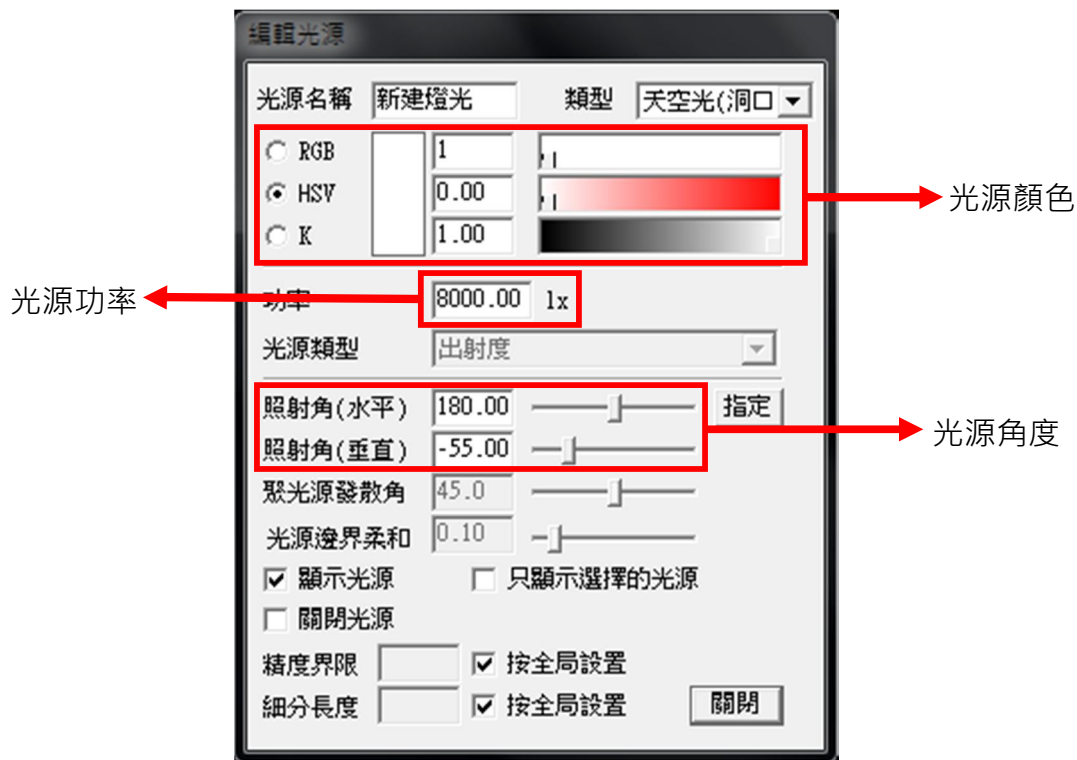 編輯光源
光源名稱 新建燈光 類型 天空光(洞口
RGB 1
HSV 0.00
K 1.00
光源顏色
光源功率
功率 8000.00 lx
光源類型 出射度
照射角(水平) 180.00 指定
照射角(垂直) -55.00
光源角度
聚光源發散角 45.0
光源邊界柔和 0.10
顯示光源 只顯示選擇的光源
關閉光源
精度界限 按全局設置
細分長度 按全局設置 關閉